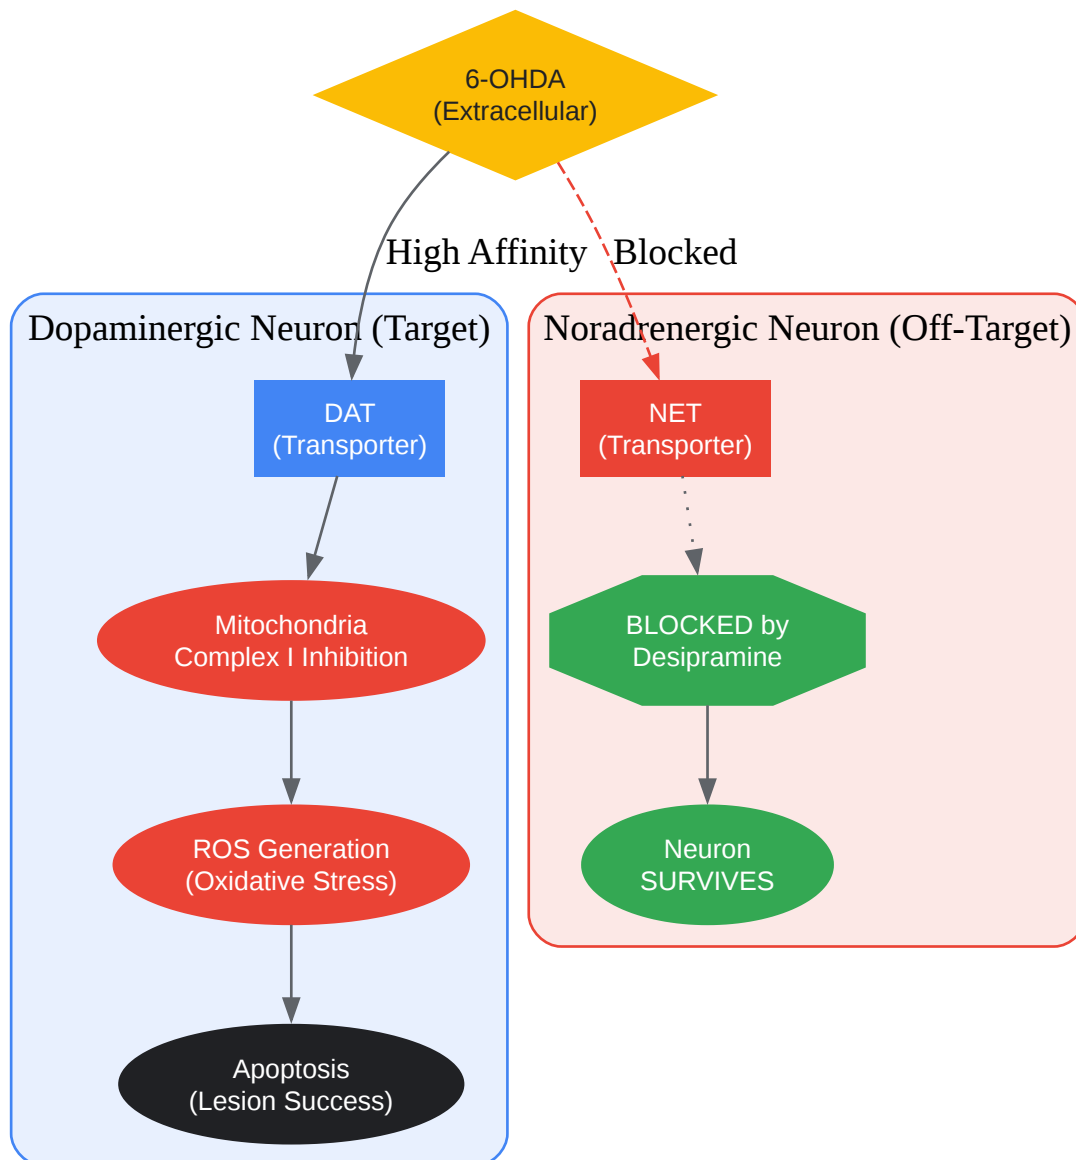 6-OHDA
(Extracellular)
High Affinity
Blocked
Dopaminergic Neuron (Target)
DAT
(Transporter)
Mitochondria
Complex I Inhibition
ROS Generation
(Oxidative Stress)
Apoptosis
(Lesion Success)
Noradrenergic Neuron (Off-Target)
NET
(Transporter)
BLOCKED by
Desipramine
Neuron
SURVIVES